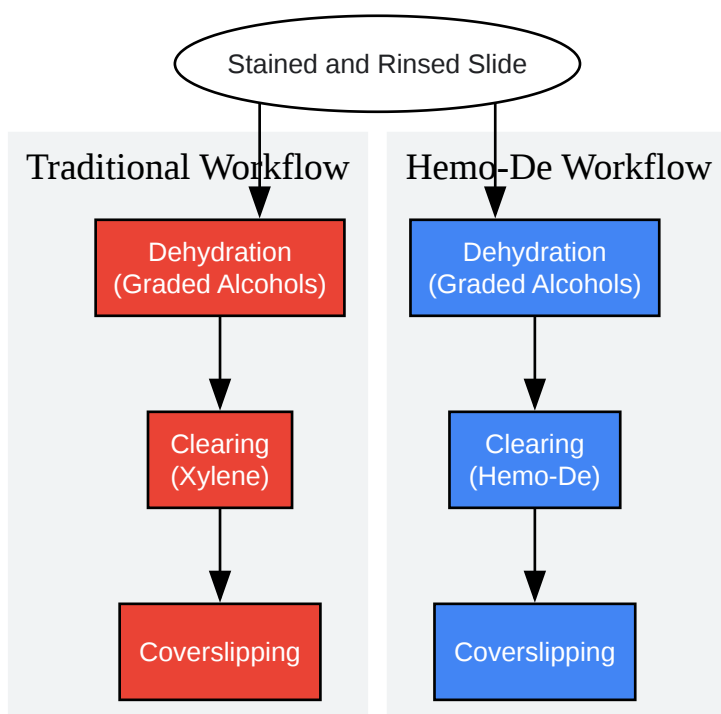 Stained and Rinsed Slide
Traditional Workflow
Dehydration
(Graded Alcohols)
Clearing
(Xylene)
Coverslipping
Hemo-De Workflow
Dehydration
(Graded Alcohols)
Clearing
(Hemo-De)
Coverslipping